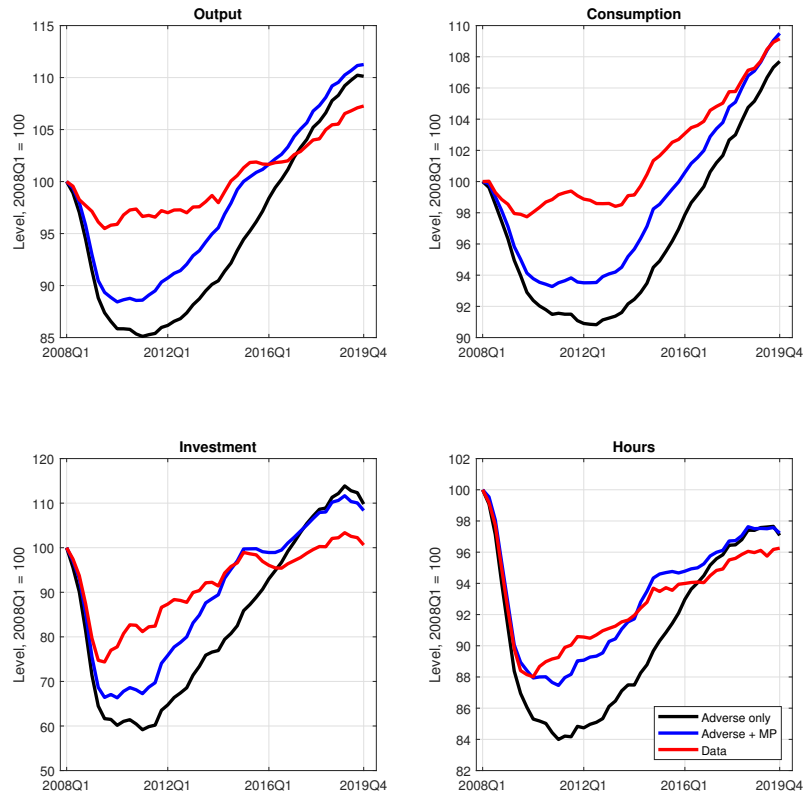 Output
Level, 2008Q1 = 100
115
110
105
100
95
90
85
2008Q1 2012Q1 2016Q1 2019Q4
Consumption
Level, 2008Q1 = 100
110
108
106
104
102
100
98
96
94
92
90
2008Q1 2012Q1 2016Q1 2019Q4
Investment
Level, 2008Q1 = 100
120
110
100
90
80
70
60
50
2008Q1 2012Q1 2016Q1 2019Q4
Hours
Level, 2008Q1 = 100
102
100
98
96
94
92
90
88
86
84
82
2008Q1 2012Q1 2016Q1 2019Q4
Adverse only
Adverse + MP
Data